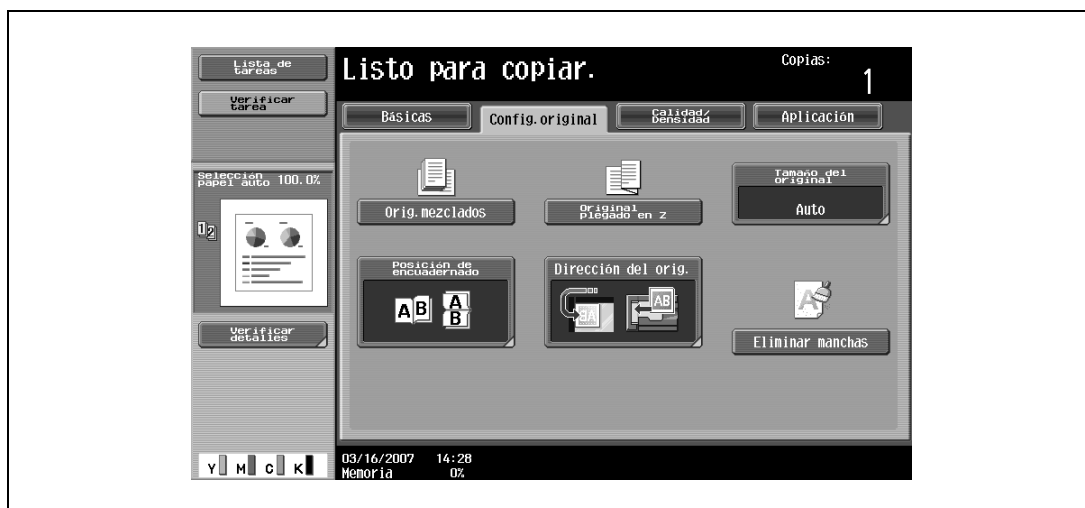 Lista de
tareas
Verificar
tarea
Listo para copiar.
Copias:
1
Básicas
Config.original
Calidad/
Densidad
Aplicación
Selección
papel auto 100.0%
12
Orig.mezclados
Original
plegado en Z
Tamaño del
original
Auto
Posición de
encuadernado
AB
A
B
Dirección del orig.
AB
AB
Verificar
detalles
A
Eliminar manchas
Y M C K
03/16/2007 14:28
Memoria 0%